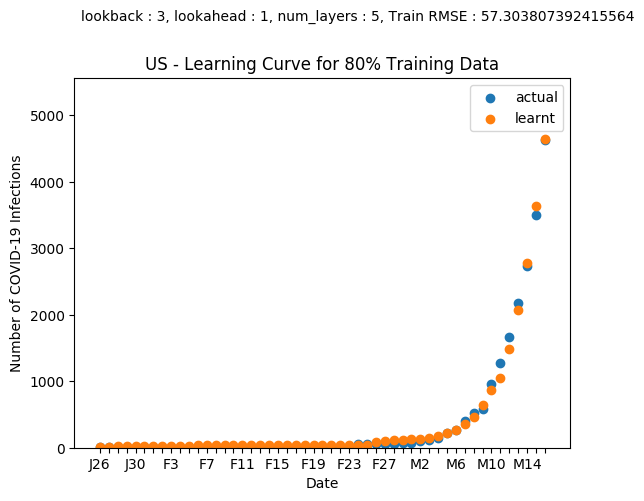 lookback : 3, lookahead : 1, num_layers : 5, Train RMSE : 57.303807392415564
US - Learning Curve for 80% Training Data
actual
learnt
Number of COVID-19 Infections
5000
4000
3000
2000
1000
0
J26 J30 F3 F7 F11 F15 F19 F23 F27 M2 M6 M10 M14
Date